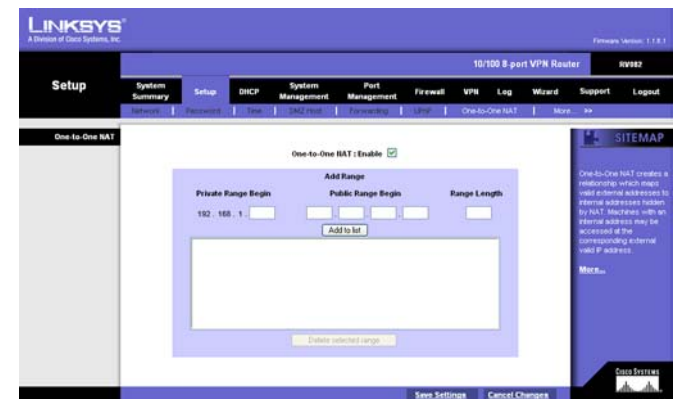 LINKSYS®
A Division of Cisco Systems, Inc.
Firmware Version: 1.1.8.1
10/100 8-port VPN Router
RV082
Setup
System Summary
Setup
DHCP
System Management
Port Management
Firewall
VPN
Log
Wizard
Support
Logout
Network | Password | Time | DMZ Host | Forwarding | UPnP | One-to-One NAT | More... >>
One-to-One NAT
One-to-One NAT : Enable
Add Range
Private Range Begin
Public Range Begin
Range Length
192 . 168 . 1 .
. . .
Add to list
Delete selected range
Save Settings
Cancel Changes
SITEMAP
One-to-One NAT creates a
relationship which maps
valid external addresses to
internal addresses hidden
by NAT. Machines with an
internal address may be
accessed at the
corresponding external
valid IP address.
More...
CISCO SYSTEMS